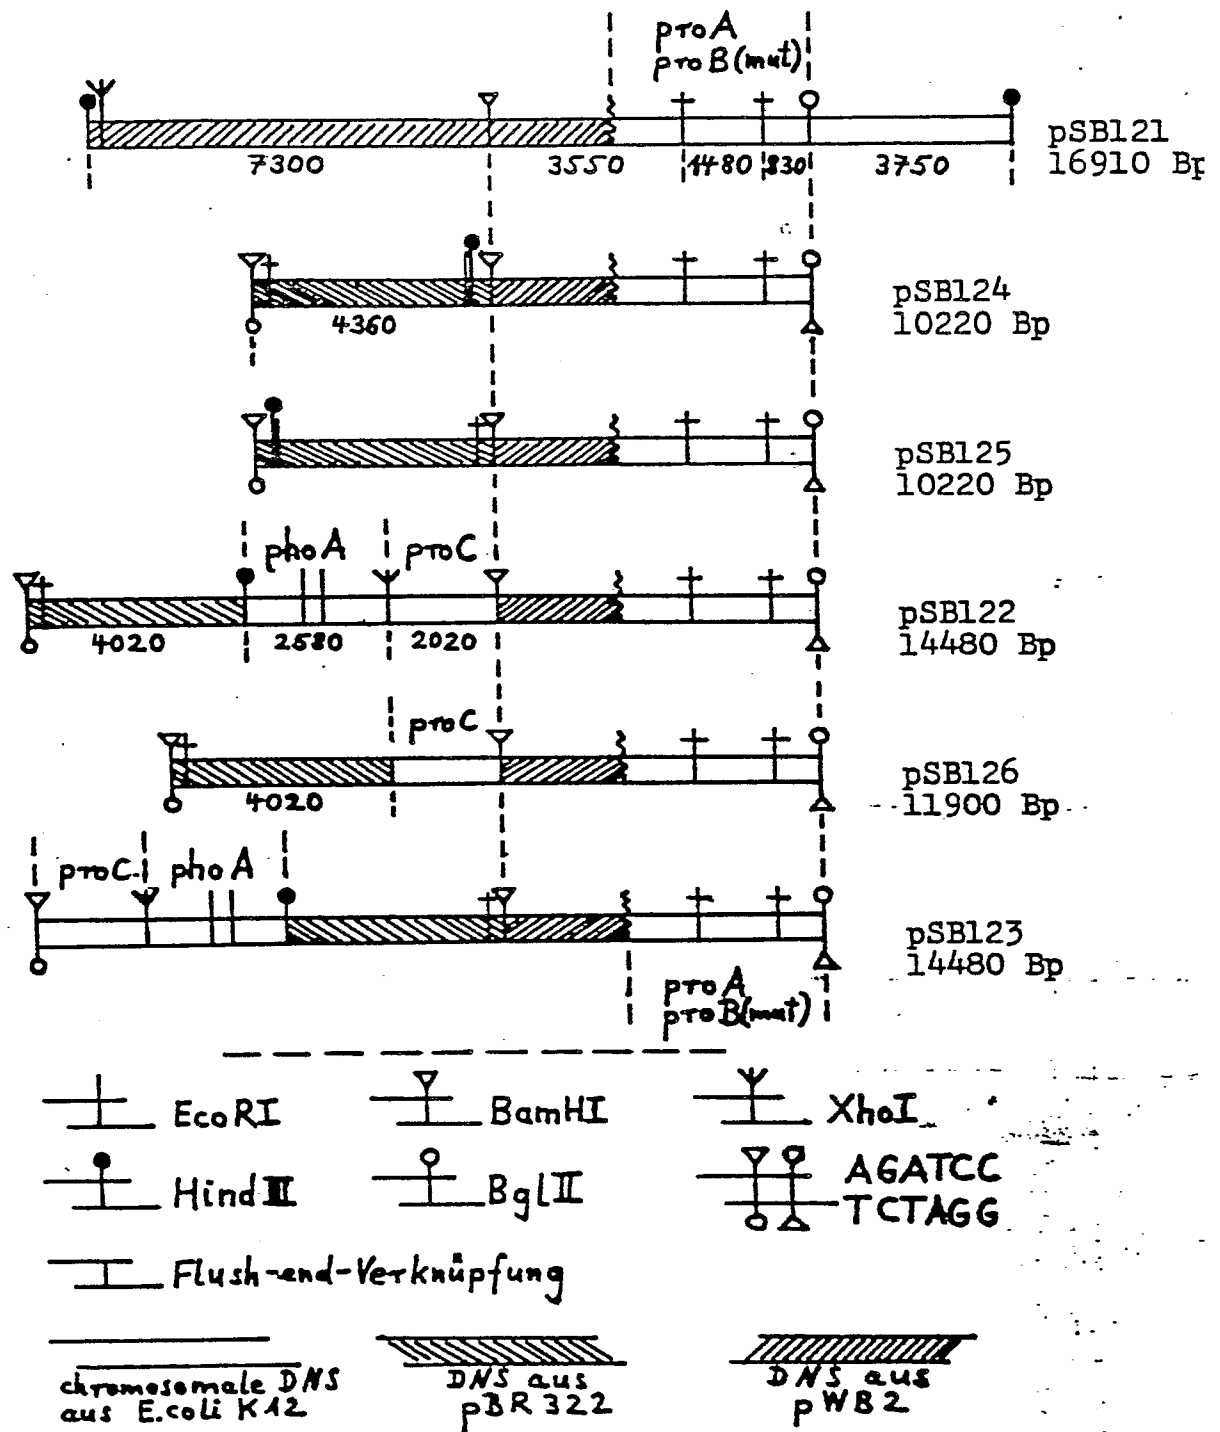 proA
proB(mut)
pSB121
7300
3550
1480
830
3750
16910 Bp
pSB124
4360
10220 Bp
pSB125
10220 Bp
phoA
proC
pSB122
4020
2580
2020
14480 Bp
proC
pSB126
4020
11900 Bp
proC
phoA
pSB123
14480 Bp
proA
proB(mut)
EcoRI
BamHI
XhoI
HindIII
BglII
AGATCC
TCTAGG
Flush-end-Verknüpfung
chromosomale DNS
aus E.coli K12
DNS aus
pBR322
DNS aus
pWB2